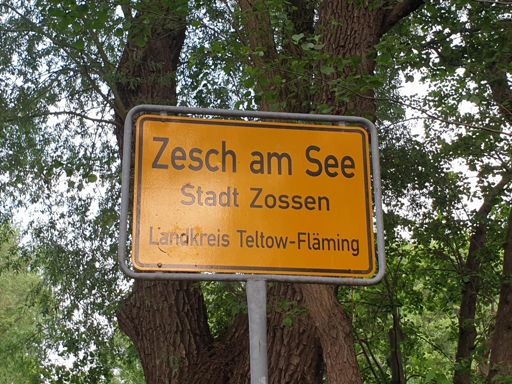 Zesch am See
Stadt Zossen
Landkreis Teltow-Fläming